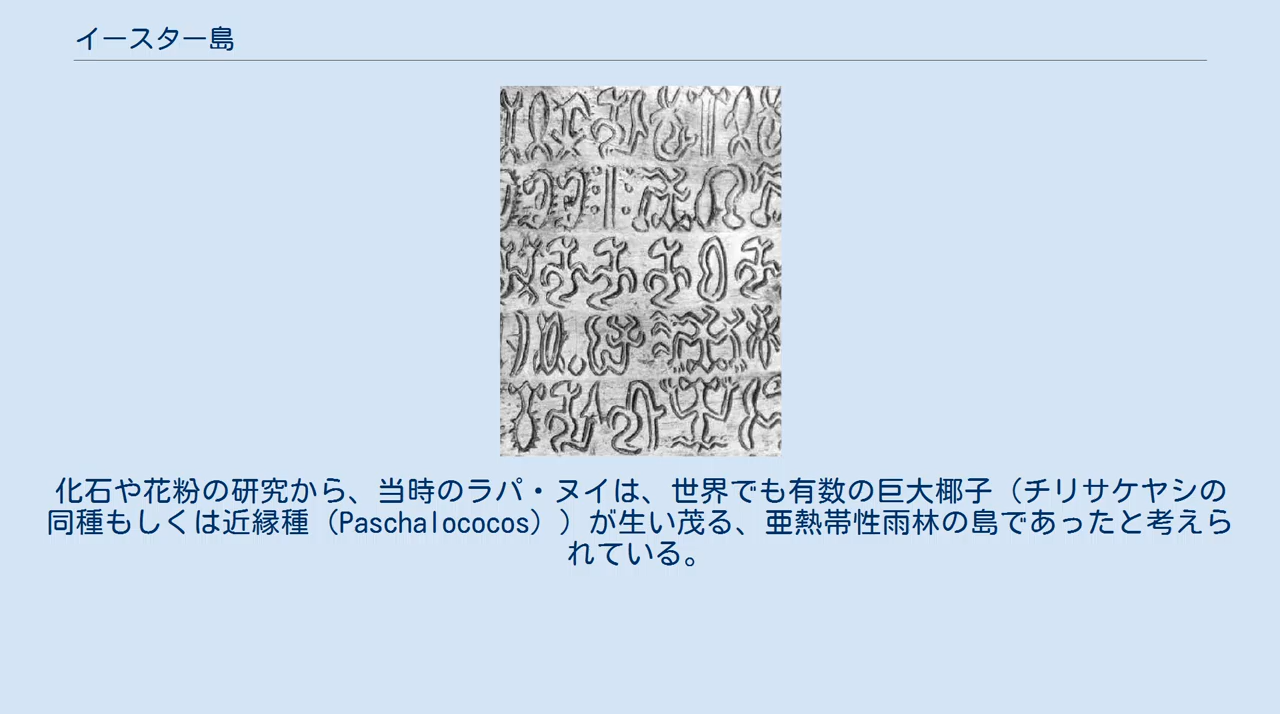 イースター島
化石や花粉の研究から、当時のラパ・ヌイは、世界でも有数の巨大椰子（チリサケヤシの
同種もしくは近縁種（Paschalococos））が生い茂る、亜熱帯性雨林の島であったと考えら
れている。